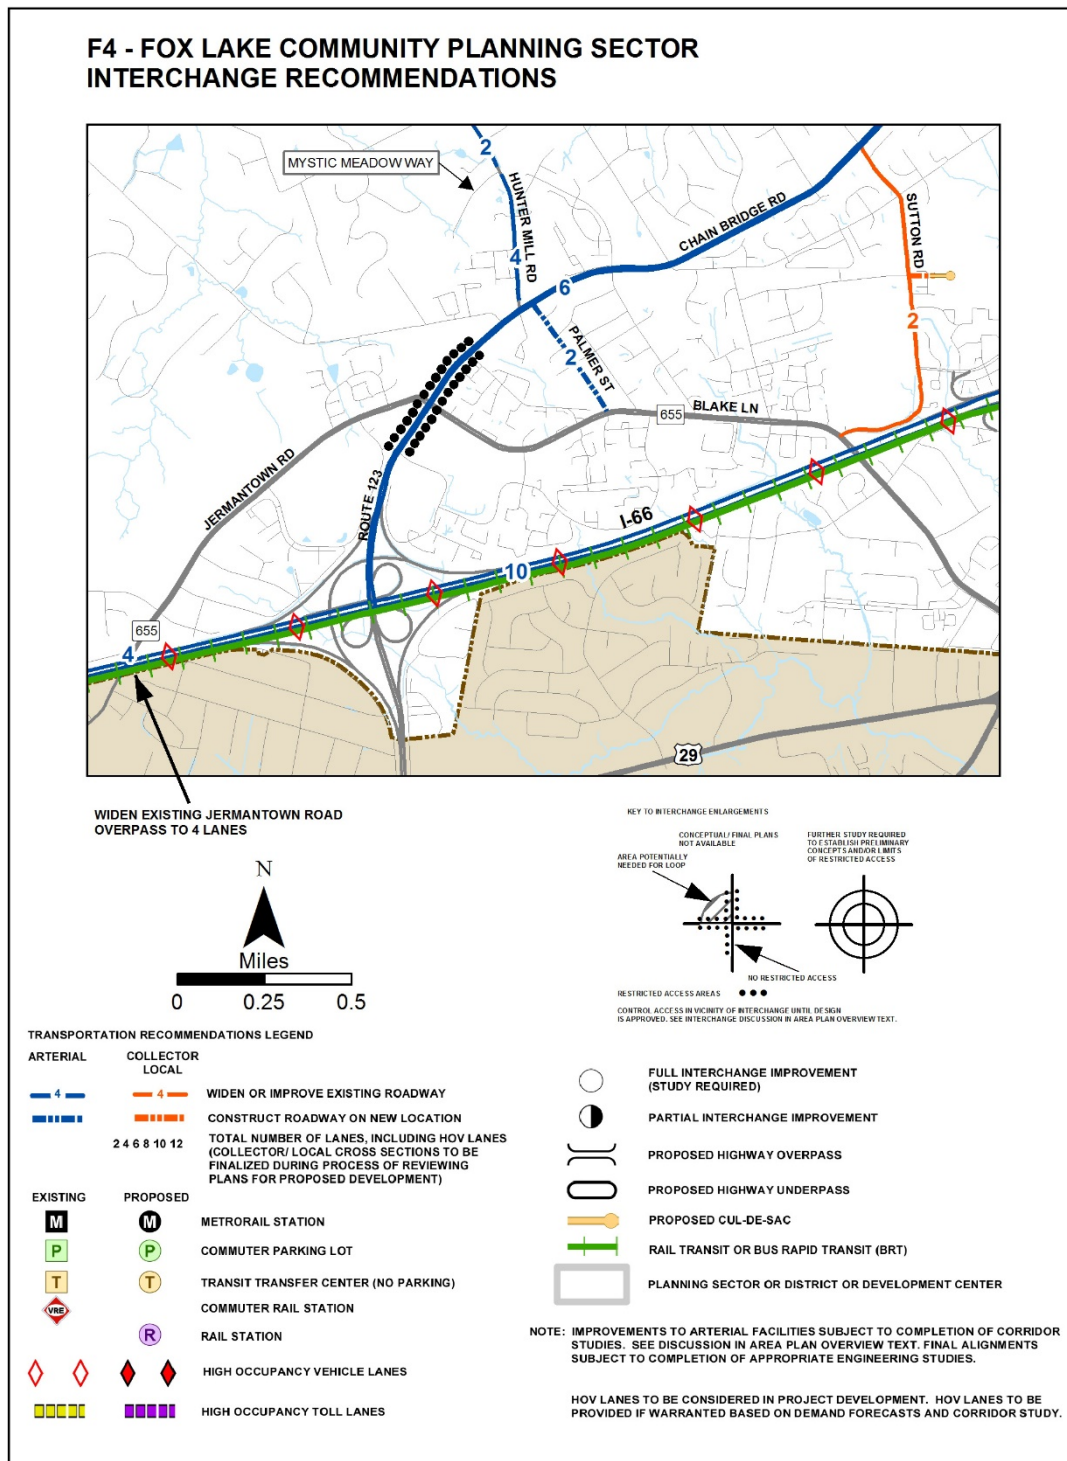 F4 - FOX LAKE COMMUNITY PLANNING SECTOR
INTERCHANGE RECOMMENDATIONS
MYSTIC MEADOW WAY
2
HUNTER MILL RD
4
CHAIN BRIDGE RD
6
SUTTON RD
2
PALMER ST
2
655
BLAKE LN
JERMANTOWN RD
ROUTE 123
I-66
10
655
4
29
WIDEN EXISTING JERMANTOWN ROAD
OVERPASS TO 4 LANES
N
Miles
0 0.25 0.5
KEY TO INTERCHANGE ENLARGEMENTS
CONCEPTUAL/ FINAL PLANS
NOT AVAILABLE
AREA POTENTIALLY
NEEDED FOR LOOP
FURTHER STUDY REQUIRED
TO ESTABLISH PRELIMINARY
CONCEPTS AND/OR LIMITS
OF RESTRICTED ACCESS
NO RESTRICTED ACCESS
RESTRICTED ACCESS AREAS
CONTROL ACCESS IN VICINITY OF INTERCHANGE UNTIL DESIGN
IS APPROVED. SEE INTERCHANGE DISCUSSION IN AREA PLAN OVERVIEW TEXT.
TRANSPORTATION RECOMMENDATIONS LEGEND
ARTERIAL COLLECTOR
LOCAL
4 4 WIDEN OR IMPROVE EXISTING ROADWAY
CONSTRUCT ROADWAY ON NEW LOCATION
2 4 6 8 10 12 TOTAL NUMBER OF LANES, INCLUDING HOV LANES
(COLLECTOR/ LOCAL CROSS SECTIONS TO BE
FINALIZED DURING PROCESS OF REVIEWING
PLANS FOR PROPOSED DEVELOPMENT)
EXISTING PROPOSED
M M METRORAIL STATION
P P COMMUTER PARKING LOT
T T TRANSIT TRANSFER CENTER (NO PARKING)
VRE COMMUTER RAIL STATION
R RAIL STATION
HIGH OCCUPANCY VEHICLE LANES
HIGH OCCUPANCY TOLL LANES
FULL INTERCHANGE IMPROVEMENT
(STUDY REQUIRED)
PARTIAL INTERCHANGE IMPROVEMENT
PROPOSED HIGHWAY OVERPASS
PROPOSED HIGHWAY UNDERPASS
PROPOSED CUL-DE-SAC
RAIL TRANSIT OR BUS RAPID TRANSIT (BRT)
PLANNING SECTOR OR DISTRICT OR DEVELOPMENT CENTER
NOTE: IMPROVEMENTS TO ARTERIAL FACILITIES SUBJECT TO COMPLETION OF CORRIDOR
STUDIES. SEE DISCUSSION IN AREA PLAN OVERVIEW TEXT. FINAL ALIGNMENTS
SUBJECT TO COMPLETION OF APPROPRIATE ENGINEERING STUDIES.
HOV LANES TO BE CONSIDERED IN PROJECT DEVELOPMENT. HOV LANES TO BE
PROVIDED IF WARRANTED BASED ON DEMAND FORECASTS AND CORRIDOR STUDY.